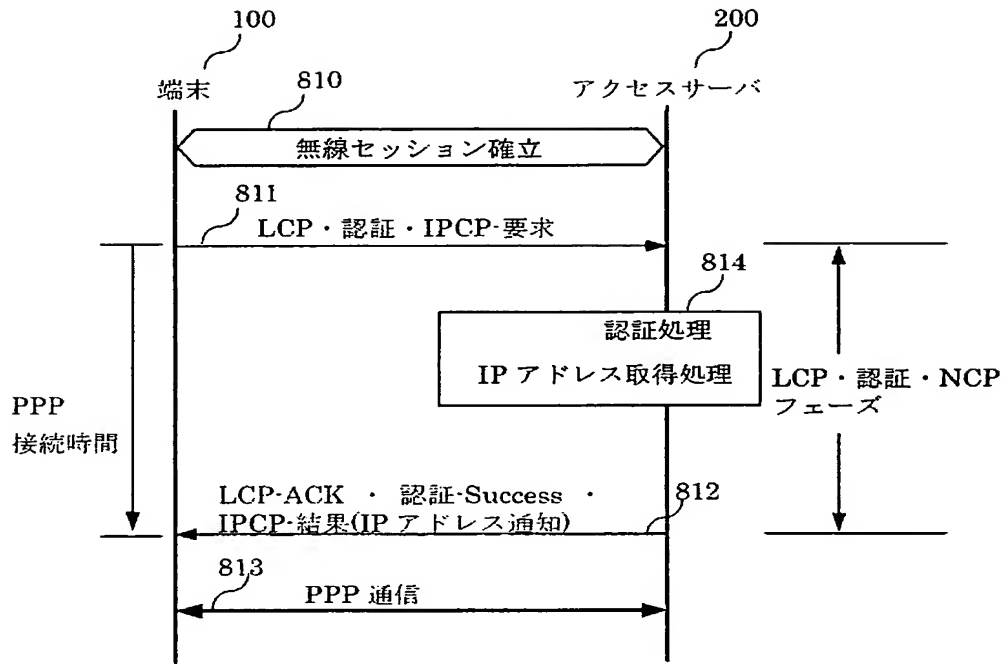 100
200
端末
アクセスサーバ
810
無線セッション確立
811
LCP・認証・IPCP-要求
814
認証処理
IP アドレス取得処理
LCP・認証・NCP
フェーズ
PPP
接続時間
LCP-ACK ・ 認証-Success ・
IPCP-結果(IP アドレス通知)
812
813
PPP 通信